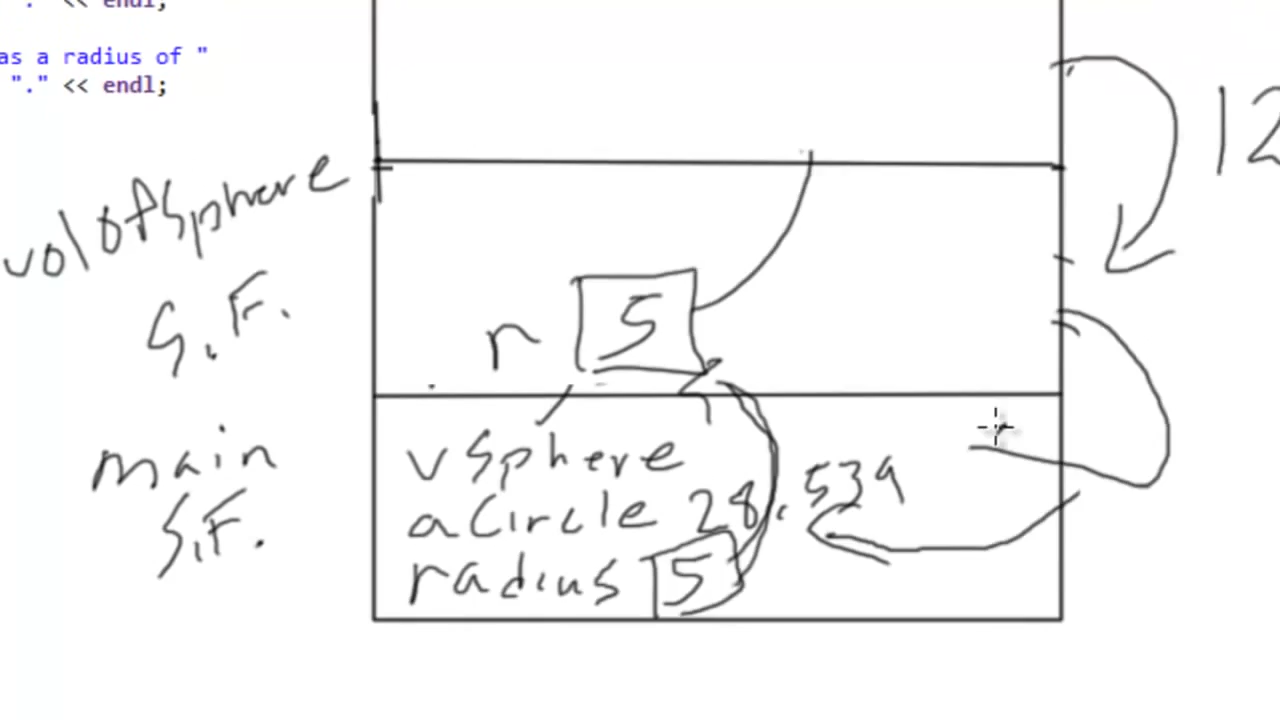 ." << endl;
as a radius of "
"." << endl;
12
volofsphere
S.F.
r 5
main
S.F.
vsphere
aCircle 28.539
radius 5